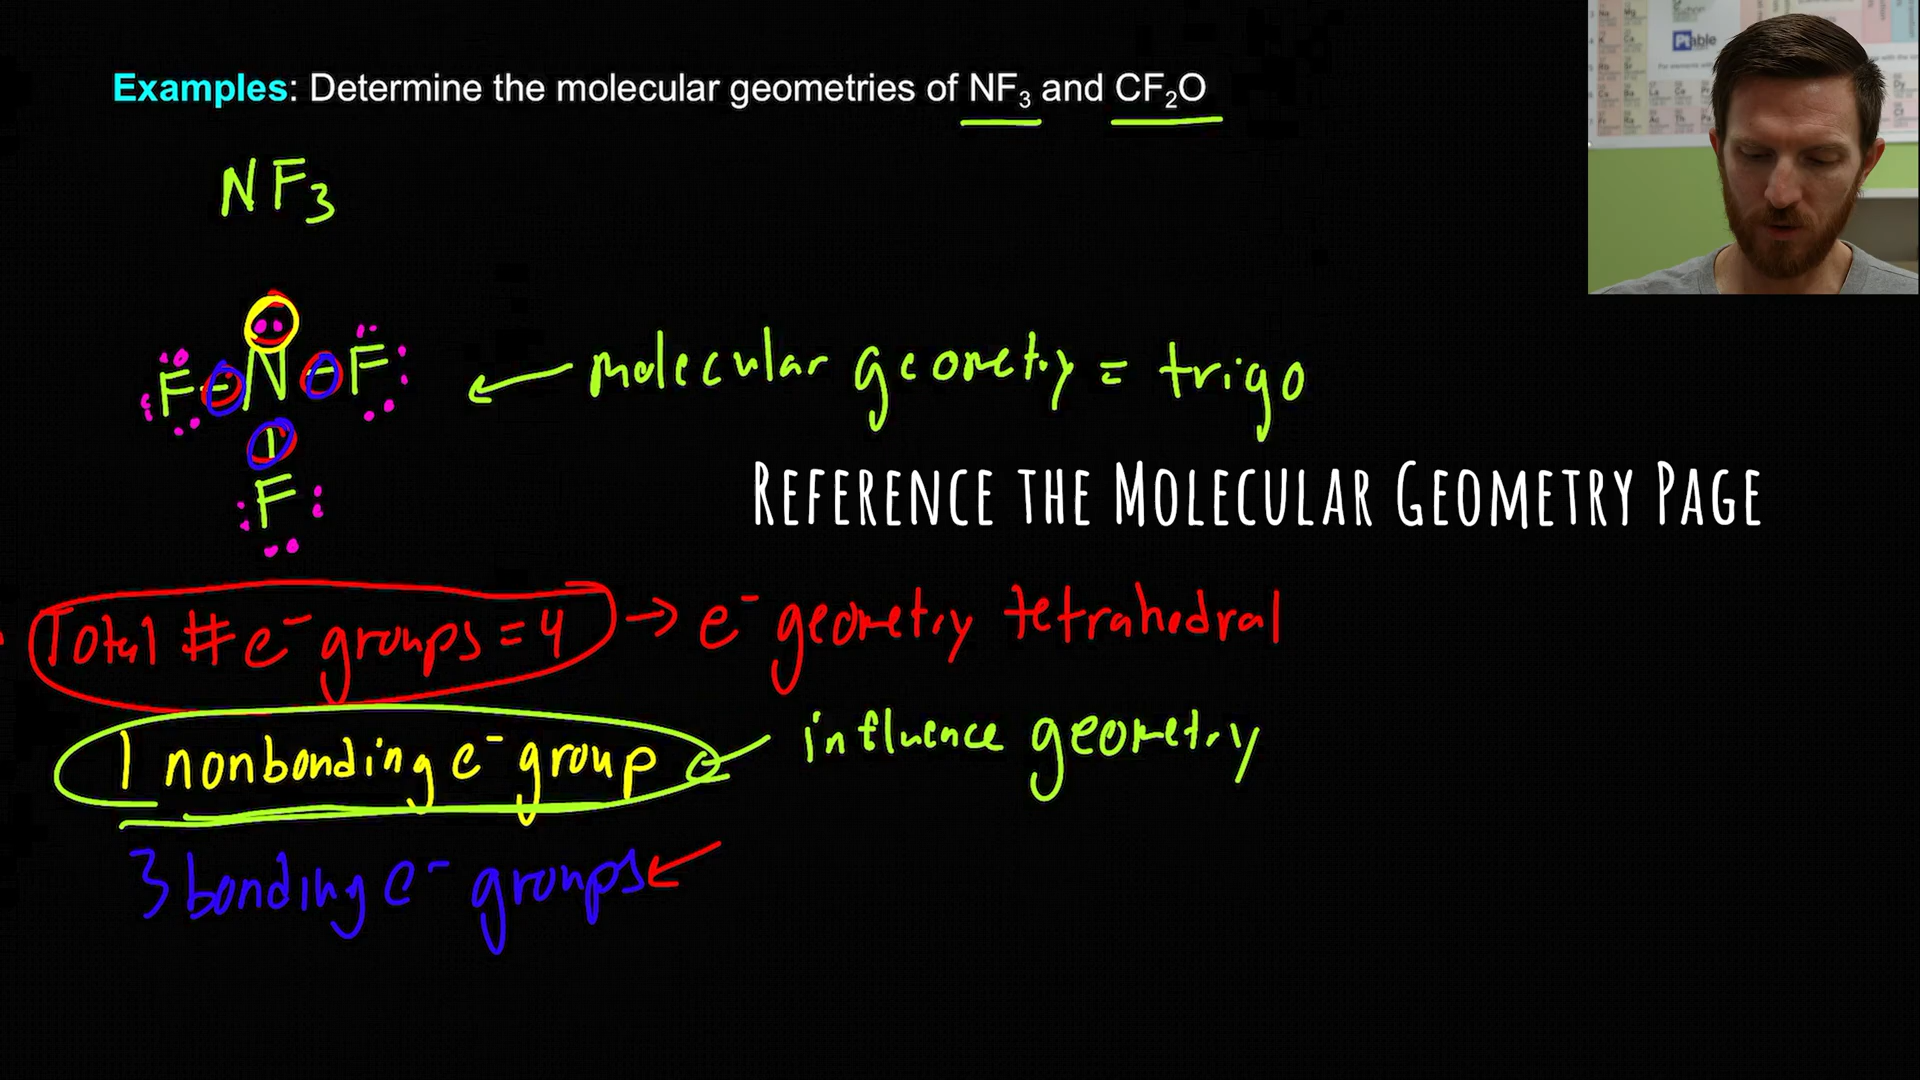 Examples: Determine the molecular geometries of NF₃ and CF₂O
NF₃
F-N-F
F
molecular geometry = trigo
REFERENCE THE MOLECULAR GEOMETRY PAGE
Total # e⁻ groups = 4 → e⁻ geometry tetrahedral
1 nonbonding e⁻ group
influence geometry
3 bonding e⁻ groups
Ptable